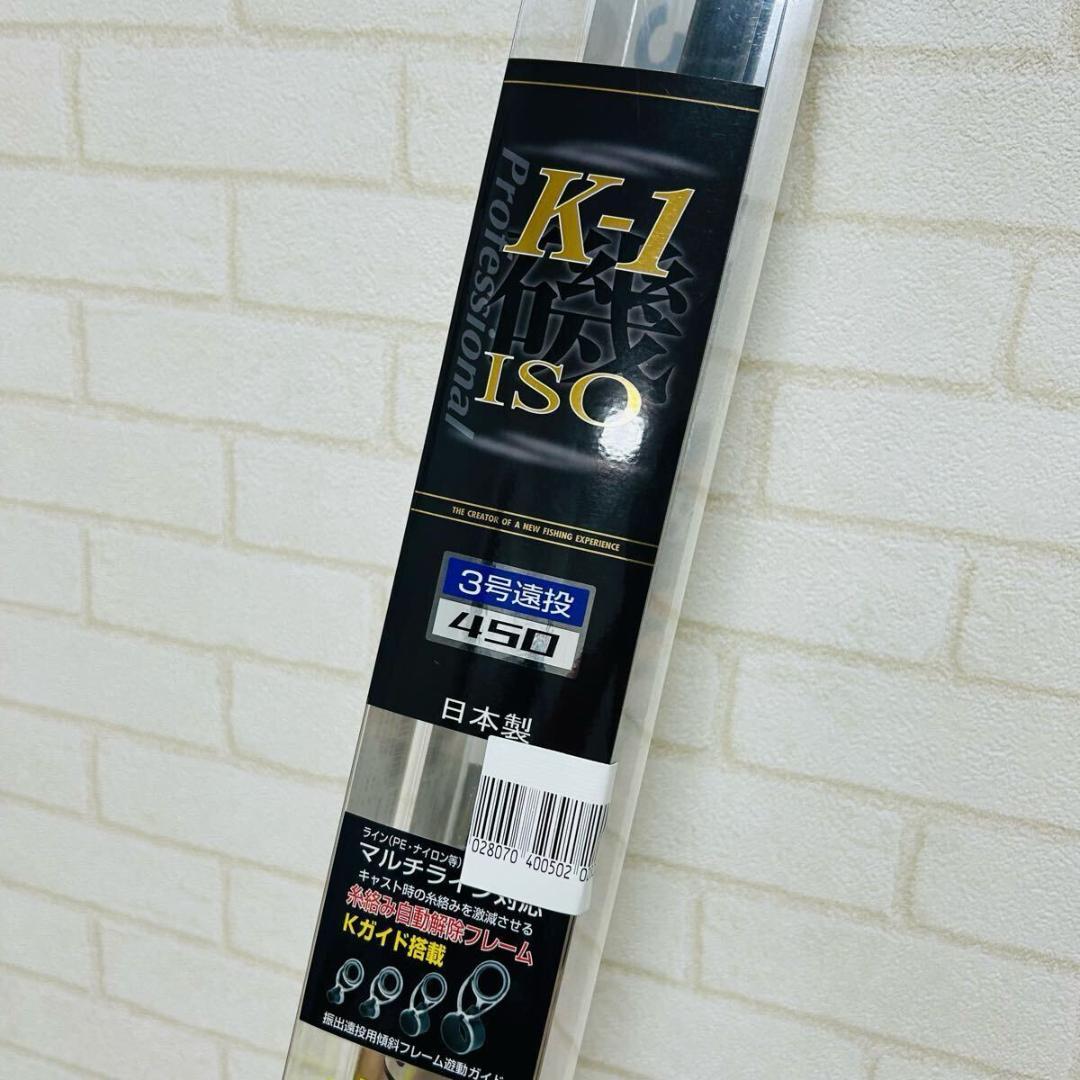 K-1
磯
ISO
Professional
THE CREATOR OF A NEW FISHING EXPERIENCE
3号遠投
450
日本製
028070 400502
ライン(PE・ナイロン等)
マルチライン対応
キャスト時の糸絡みを激減させる
糸絡み自動解除フレーム
Kガイド搭載
振出遠投用傾斜フレーム遊動ガイド